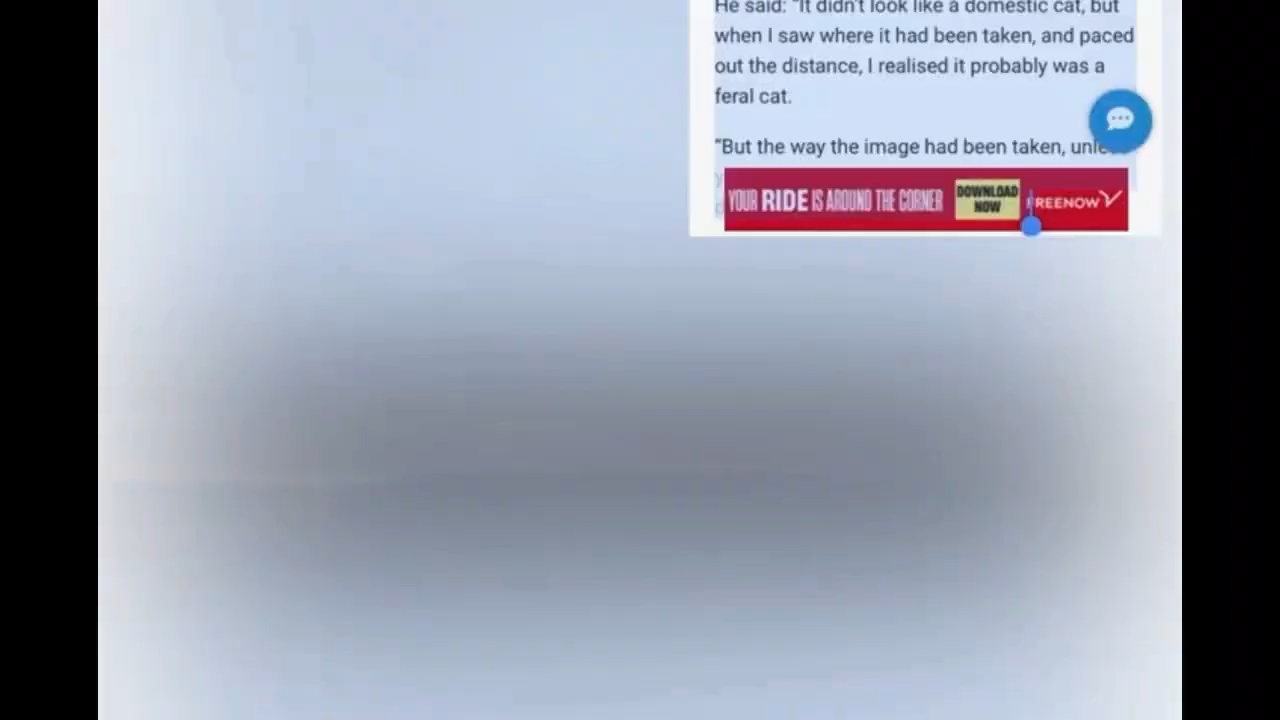 He said: "It didn't look like a domestic cat, but
when I saw where it had been taken, and paced
out the distance, I realised it probably was a
feral cat.
"But the way the image had been taken,
YOUR RIDE IS AROUND THE CORNER
DOWNLOAD
NOW
FREENOW